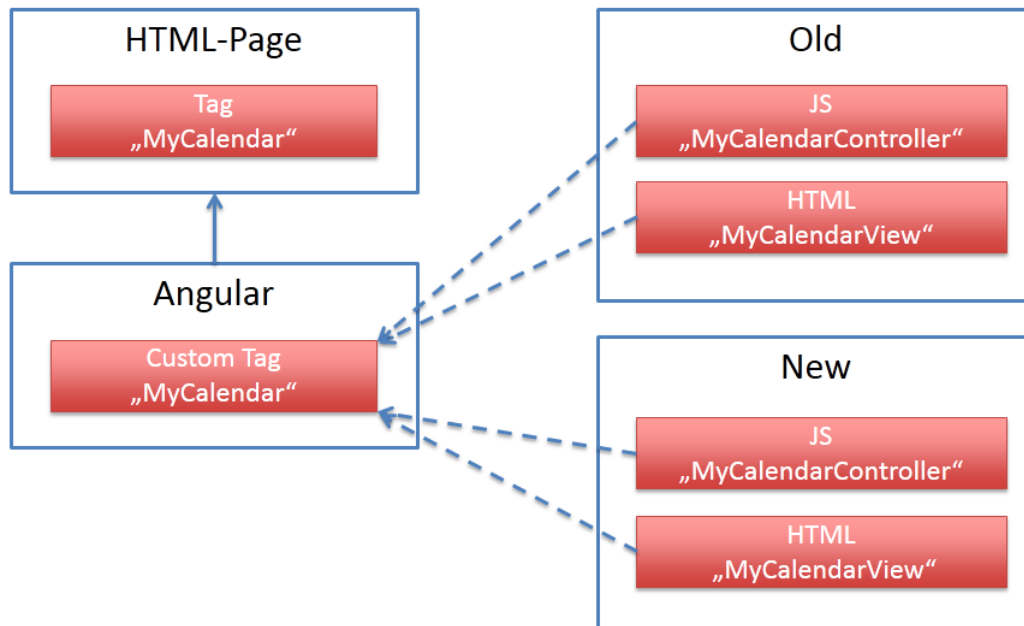 HTML-Page
Tag
„MyCalendar“
Angular
Custom Tag
„MyCalendar“
Old
JS
„MyCalendarController“
HTML
„MyCalendarView“
New
JS
„MyCalendarController“
HTML
„MyCalendarView“